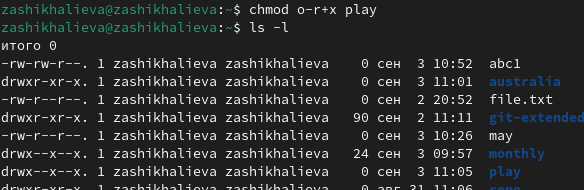 zashikhalieva@zashikhalieva:~$ chmod o-r+x play
zashikhalieva@zashikhalieva:~$ ls -l
итого 0
-rw-rw-r--. 1 zashikhalieva zashikhalieva 0 сен 3 10:52 abc1
drwxr-xr-x. 1 zashikhalieva zashikhalieva 0 сен 3 11:01 australia
-rw-r--r--. 1 zashikhalieva zashikhalieva 0 сен 2 20:52 file.txt
drwxr-xr-x. 1 zashikhalieva zashikhalieva 90 сен 2 11:11 git-extended
-rw-r--r--. 1 zashikhalieva zashikhalieva 0 сен 3 10:26 may
drwx--x--x. 1 zashikhalieva zashikhalieva 24 сен 3 09:57 monthly
drwx--x--x. 1 zashikhalieva zashikhalieva 0 сен 3 11:05 play
drwxr-xr-x. 1 zashikhalieva zashikhalieva 0 авг 31 11:06